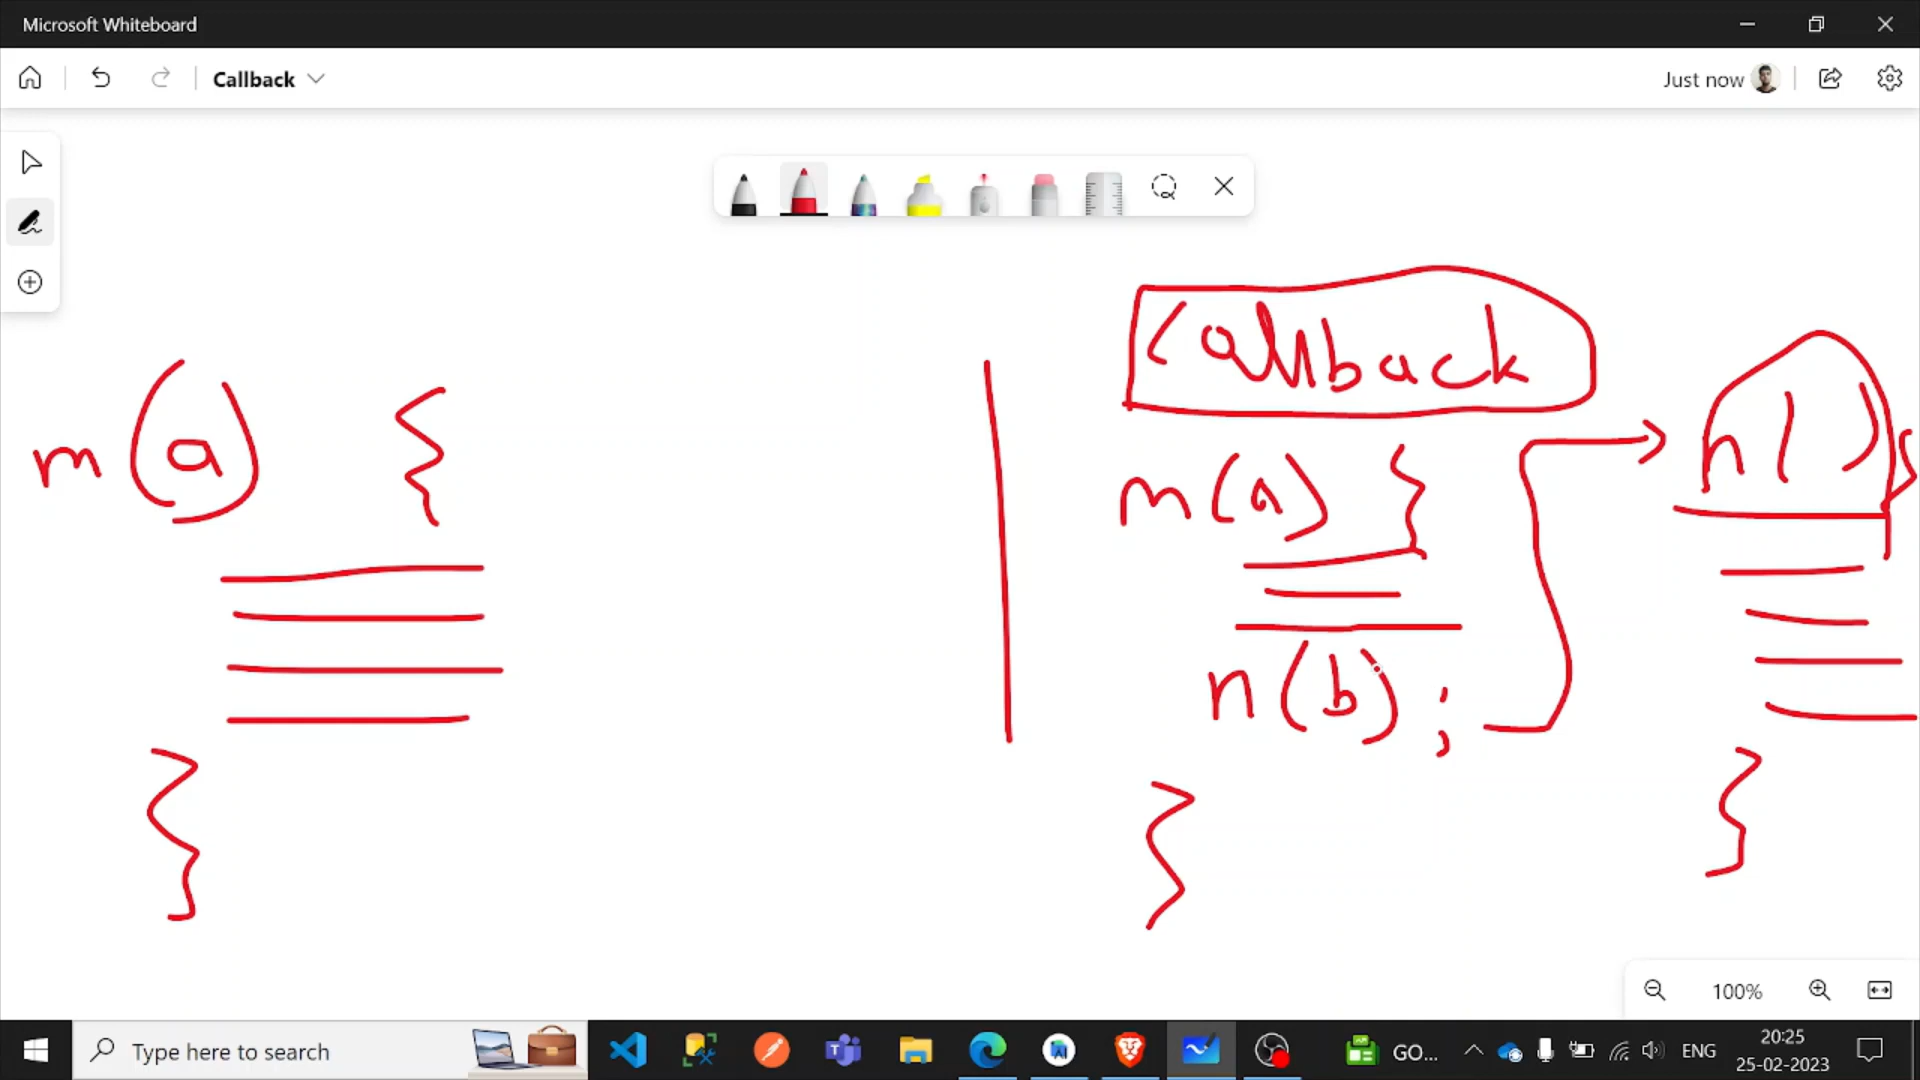 Microsoft Whiteboard
Callback
Just now
Callback
m(a) {
}
m(a) {
n(b);
}
n( ) {
}
100%
Type here to search
GO...
ENG
20:25
25-02-2023